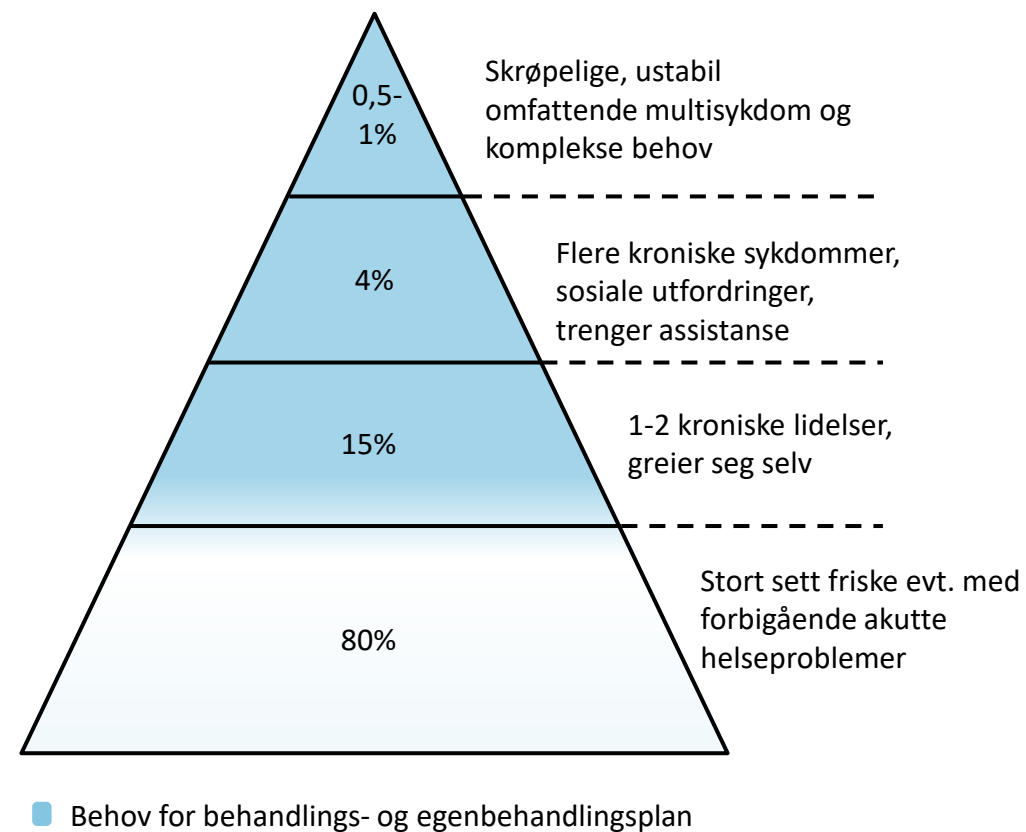 0,5-
1%
Skrøpelige, ustabil
omfattende multisykdom og
komplekse behov
4%
Flere kroniske sykdommer,
sosiale utfordringer,
trenger assistanse
15%
1-2 kroniske lidelser,
greier seg selv
80%
Stort sett friske evt. med
forbigående akutte
helseproblemer
Behov for behandlings- og egenbehandlingsplan